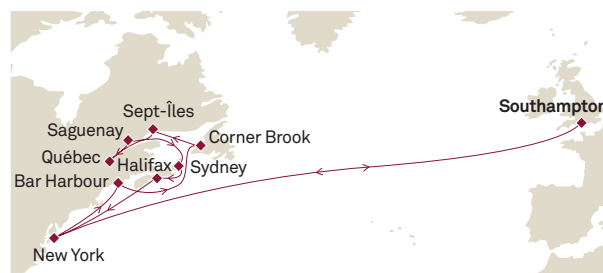 Sept-Îles
Southampton
Saguenay
Corner Brook
Québec
Halifax
Sydney
Bar Harbour
New York